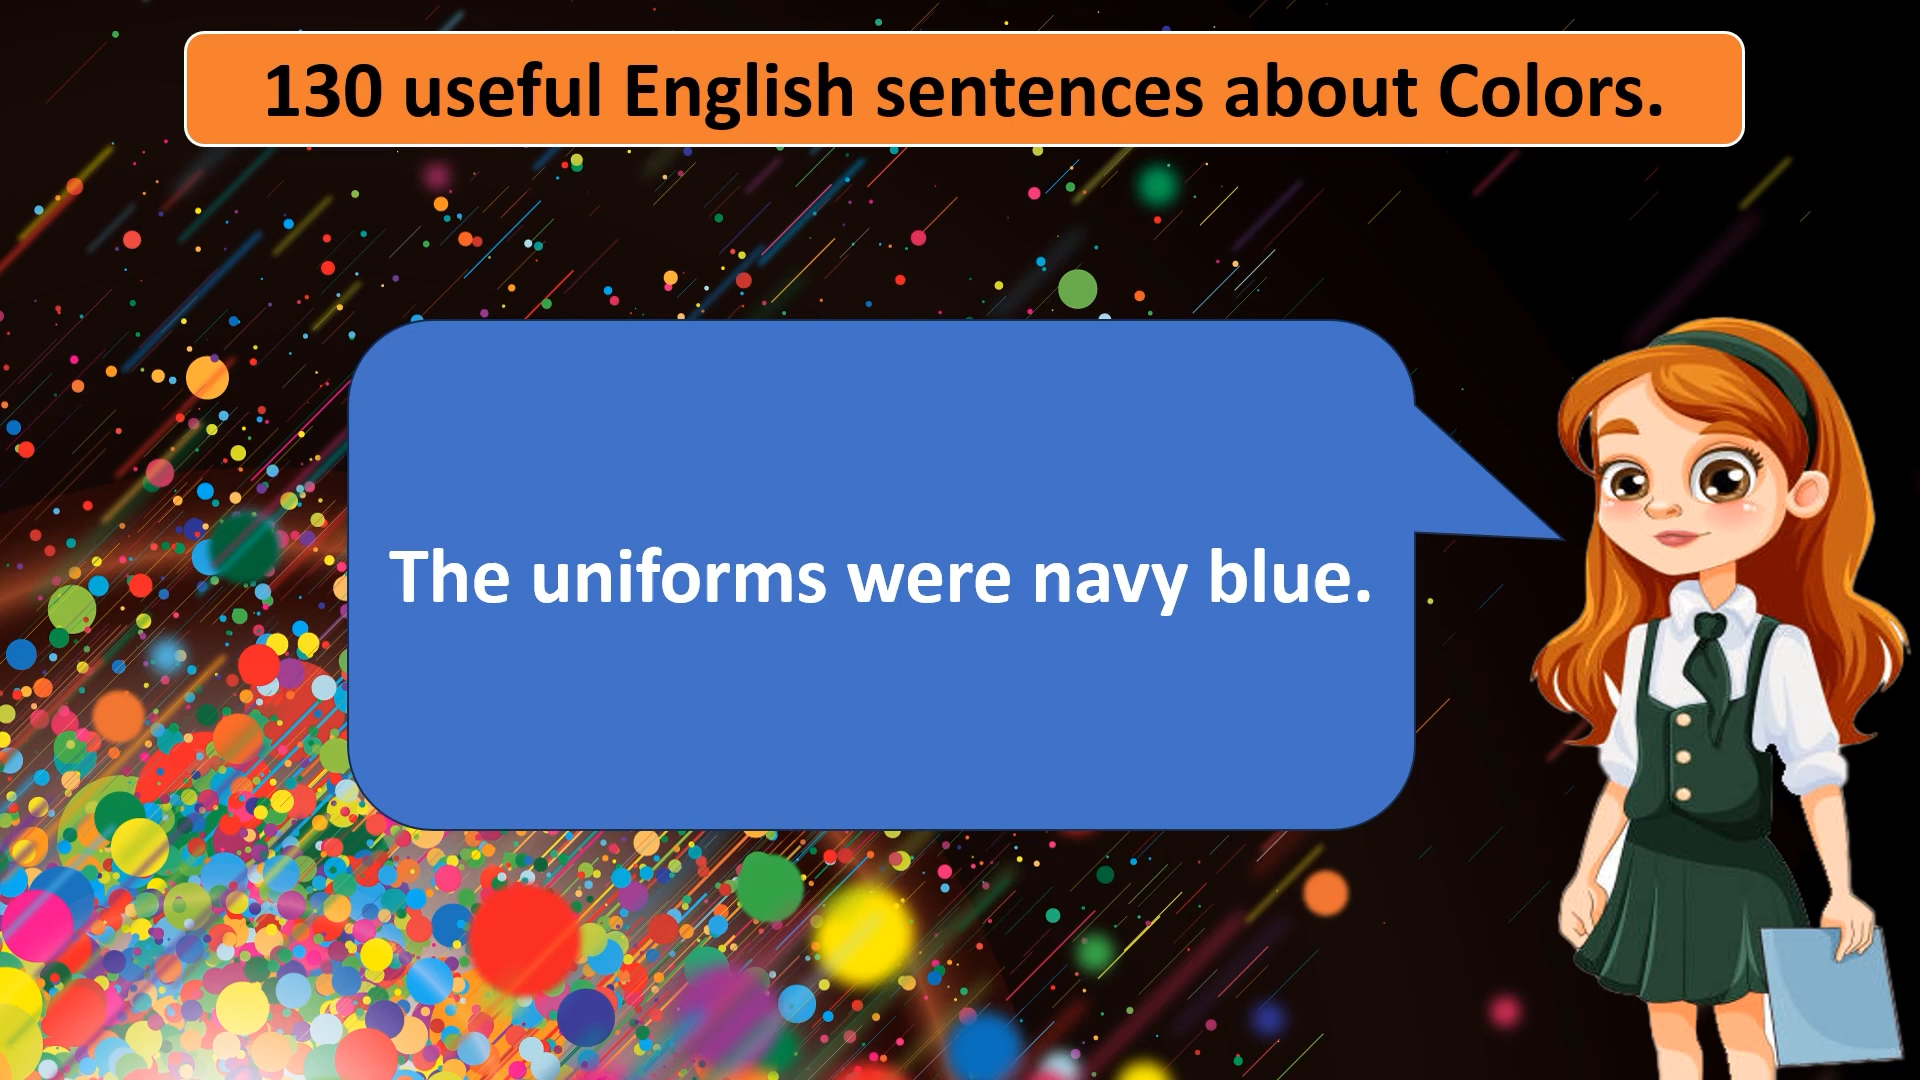 130 useful English sentences about Colors.
The uniforms were navy blue.